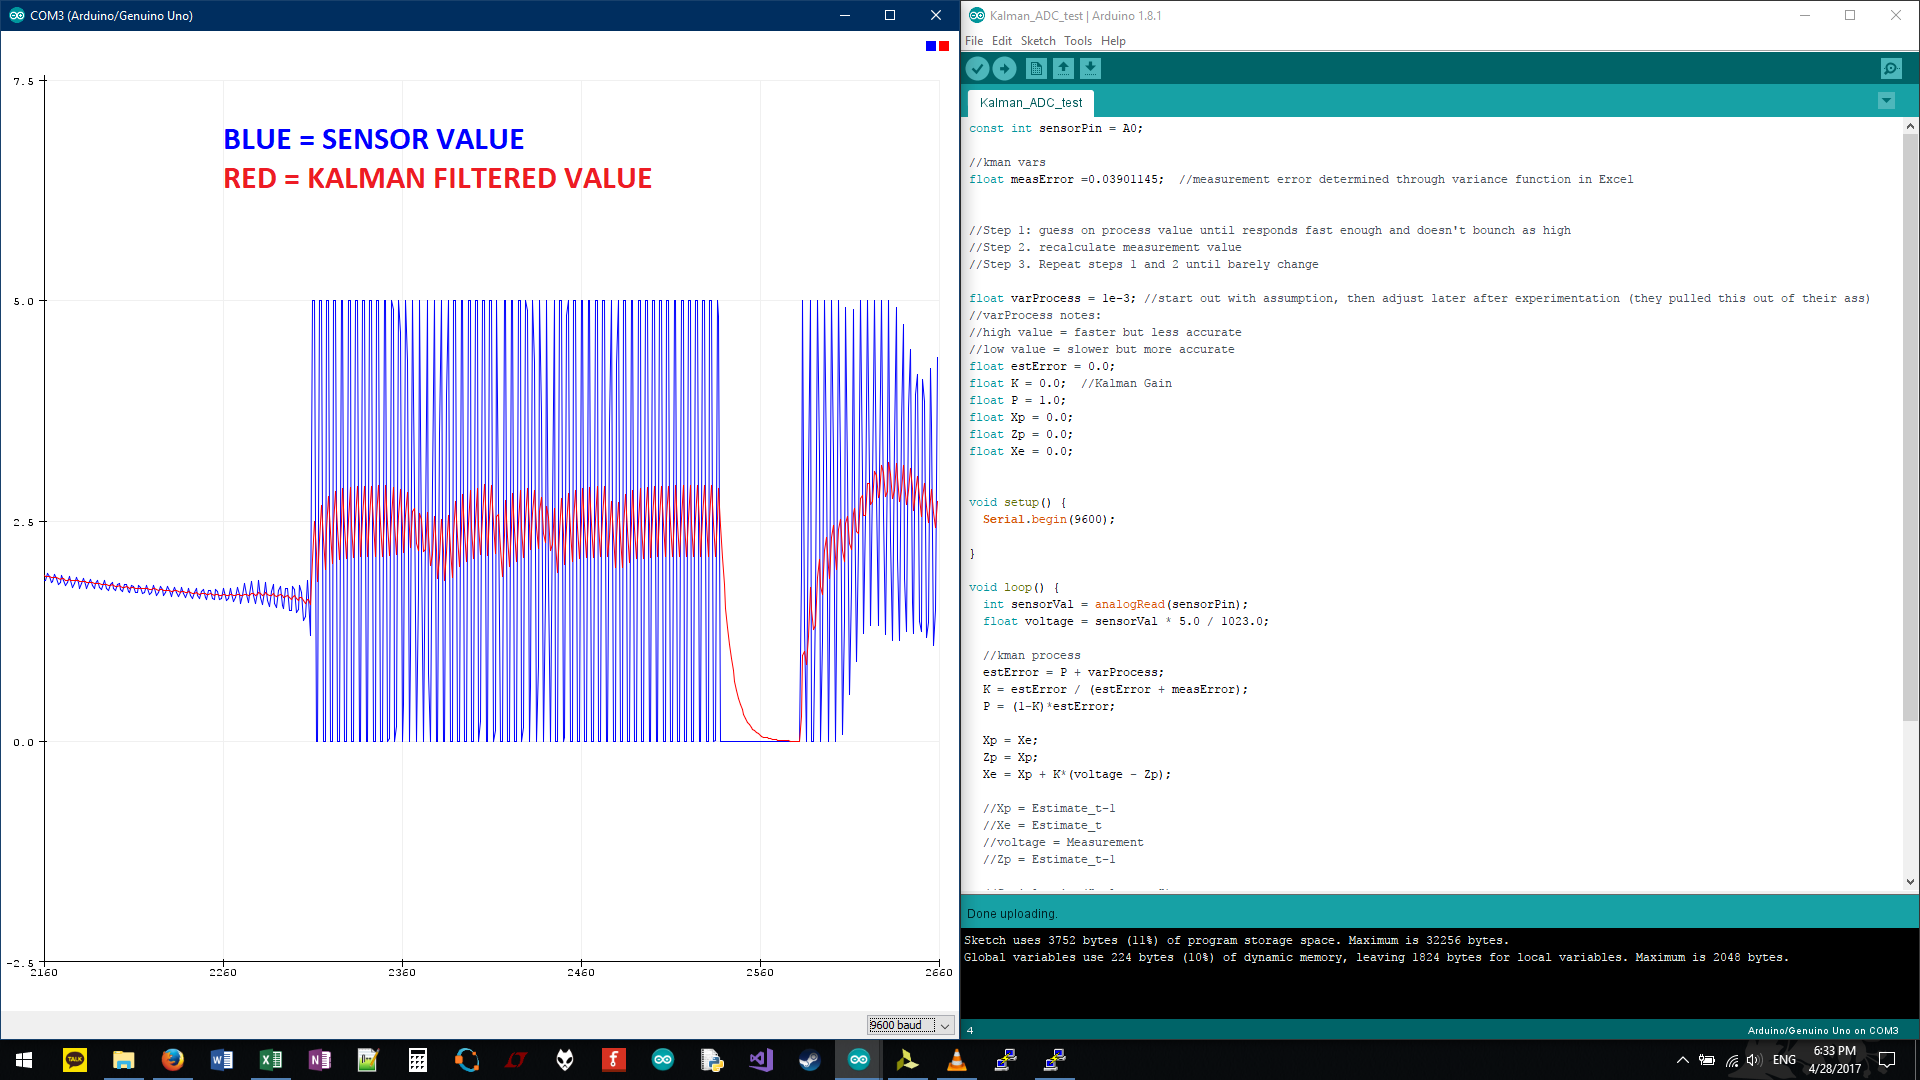 COM3 (Arduino/Genuino Uno)
7.5
BLUE = SENSOR VALUE
RED = KALMAN FILTERED VALUE
5.0
2.5
0.0
-2.5
2160 2260 2360 2460 2560 2660
9600 baud
Kalman_ADC_test | Arduino 1.8.1
File Edit Sketch Tools Help
Kalman_ADC_test
const int sensorPin = A0;
//kman vars
float measError =0.03901145;  //measurement error determined through variance function in Excel
//Step 1: guess on process value until responds fast enough and doesn't bounch as high
//Step 2. recalculate measurement value
//Step 3. Repeat steps 1 and 2 until barely change
float varProcess = 1e-3; //start out with assumption, then adjust later after experimentation (they pulled this out of their ass)
//varProcess notes:
//high value = faster but less accurate
//low value = slower but more accurate
float estError = 0.0;
float K = 0.0;  //Kalman Gain
float P = 1.0;
float Xp = 0.0;
float Zp = 0.0;
float Xe = 0.0;
void setup() {
Serial.begin(9600);
}
void loop() {
int sensorVal = analogRead(sensorPin);
float voltage = sensorVal * 5.0 / 1023.0;
//kman process
estError = P + varProcess;
K = estError / (estError + measError);
P = (1-K)*estError;
Xp = Xe;
Zp = Xp;
Xe = Xp + K*(voltage - Zp);
//Xp = Estimate_t-1
//Xe = Estimate_t
//voltage = Measurement
//Zp = Estimate_t-1
Done uploading.
Sketch uses 3752 bytes (11%) of program storage space. Maximum is 32256 bytes.
Global variables use 224 bytes (10%) of dynamic memory, leaving 1824 bytes for local variables. Maximum is 2048 bytes.
4
Arduino/Genuino Uno on COM3
TALK
ENG
6:33 PM
4/28/2017